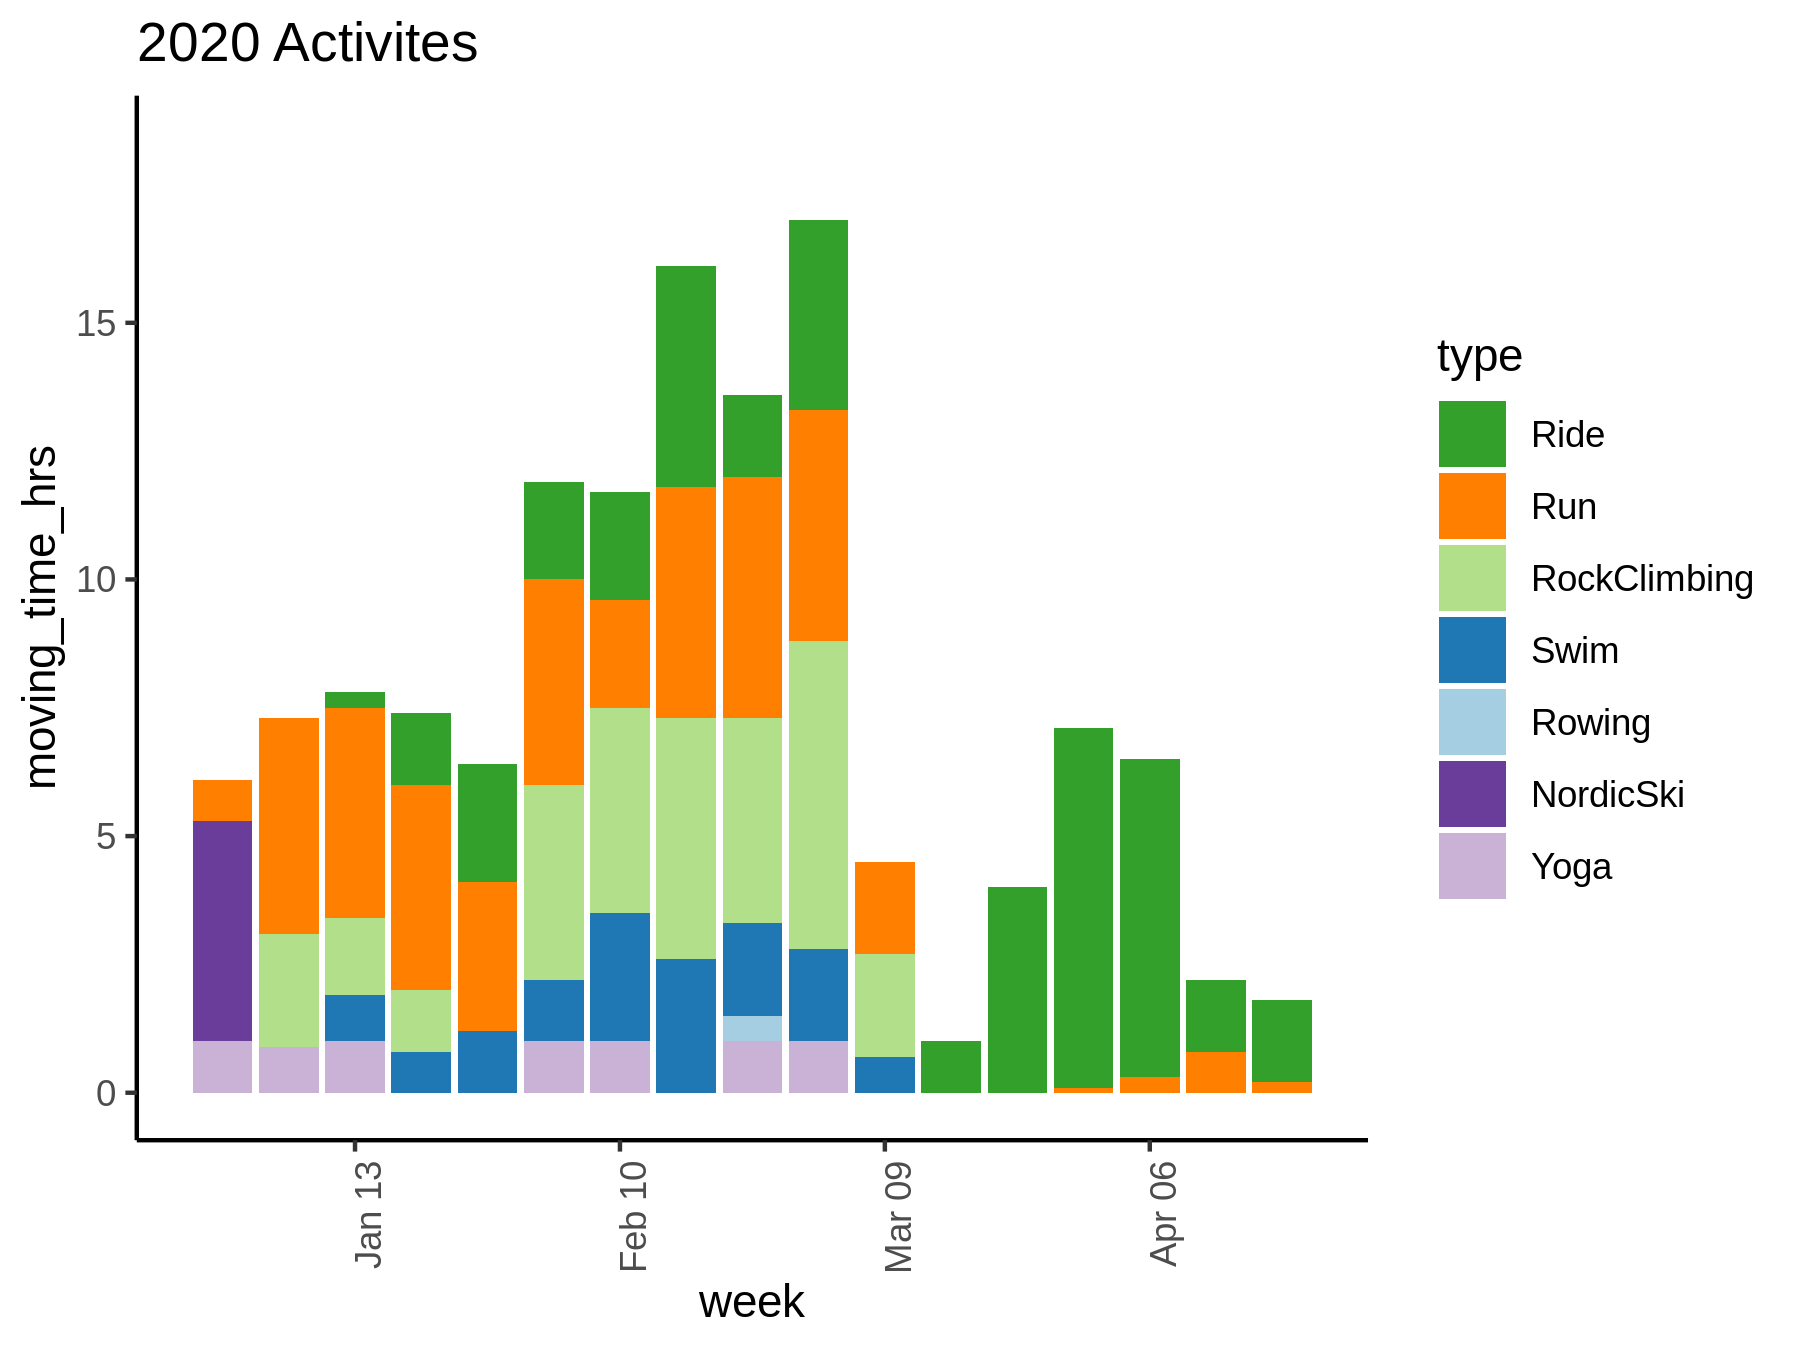 2020 Activites
moving_time_hrs
15
10
5
0
Jan 13
Feb 10
Mar 09
Apr 06
week
type
Ride
Run
RockClimbing
Swim
Rowing
NordicSki
Yoga